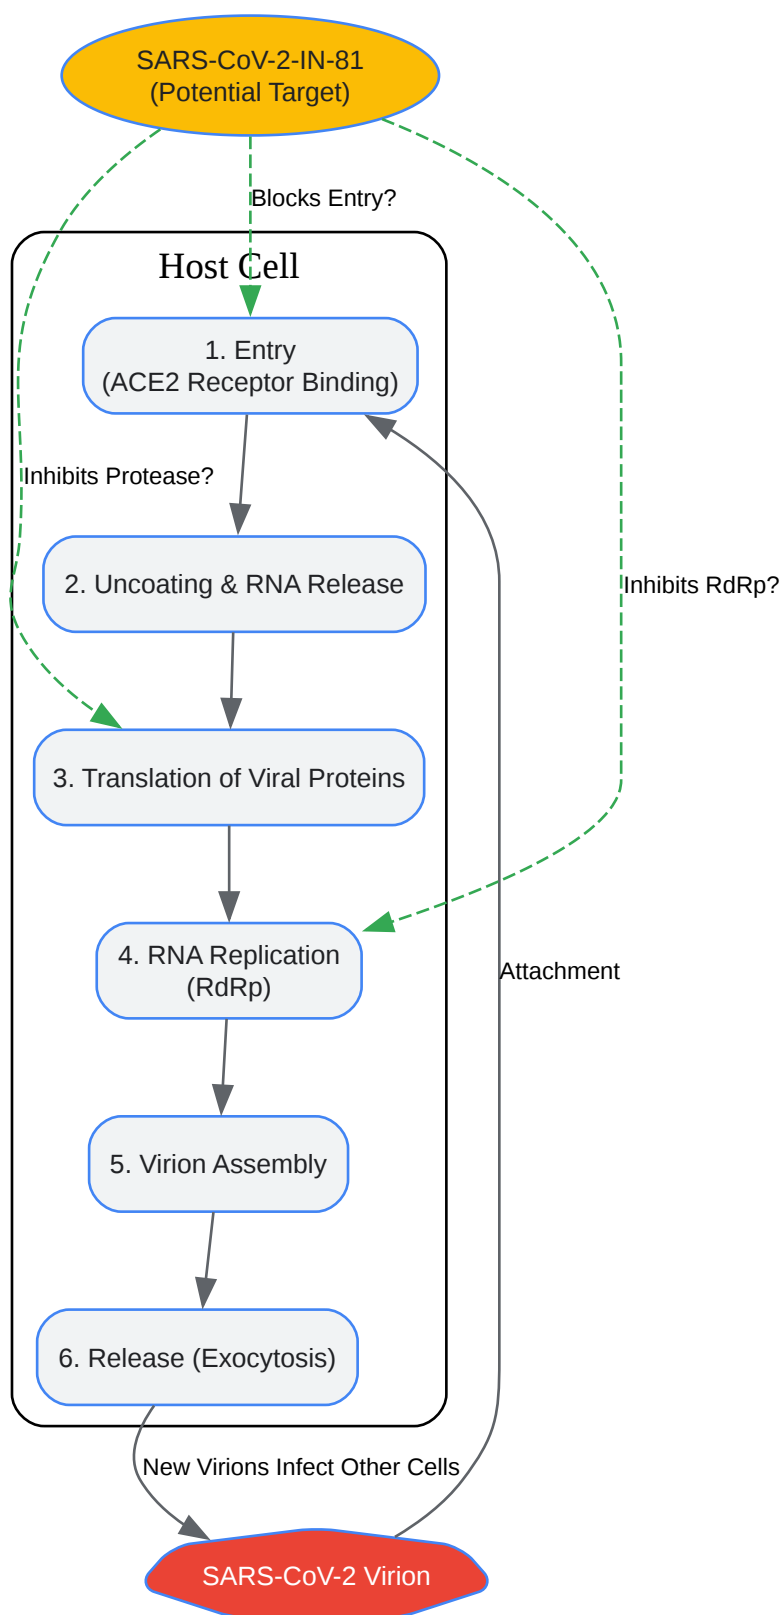 SARS-CoV-2-IN-81
(Potential Target)
Blocks Entry?
Host Cell
1. Entry
(ACE2 Receptor Binding)
Inhibits Protease?
2. Uncoating & RNA Release
Inhibits RdRp?
3. Translation of Viral Proteins
4. RNA Replication
(RdRp)
Attachment
5. Virion Assembly
6. Release (Exocytosis)
New Virions Infect Other Cells
SARS-CoV-2 Virion